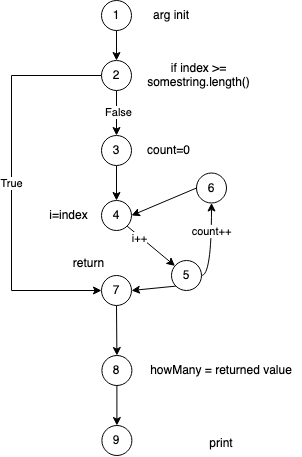 1
arg init
2
if index >=
somestring.length()
False
3
count=0
True
6
i=index
4
count++
i++
return
5
7
8
howMany = returned value
9
print